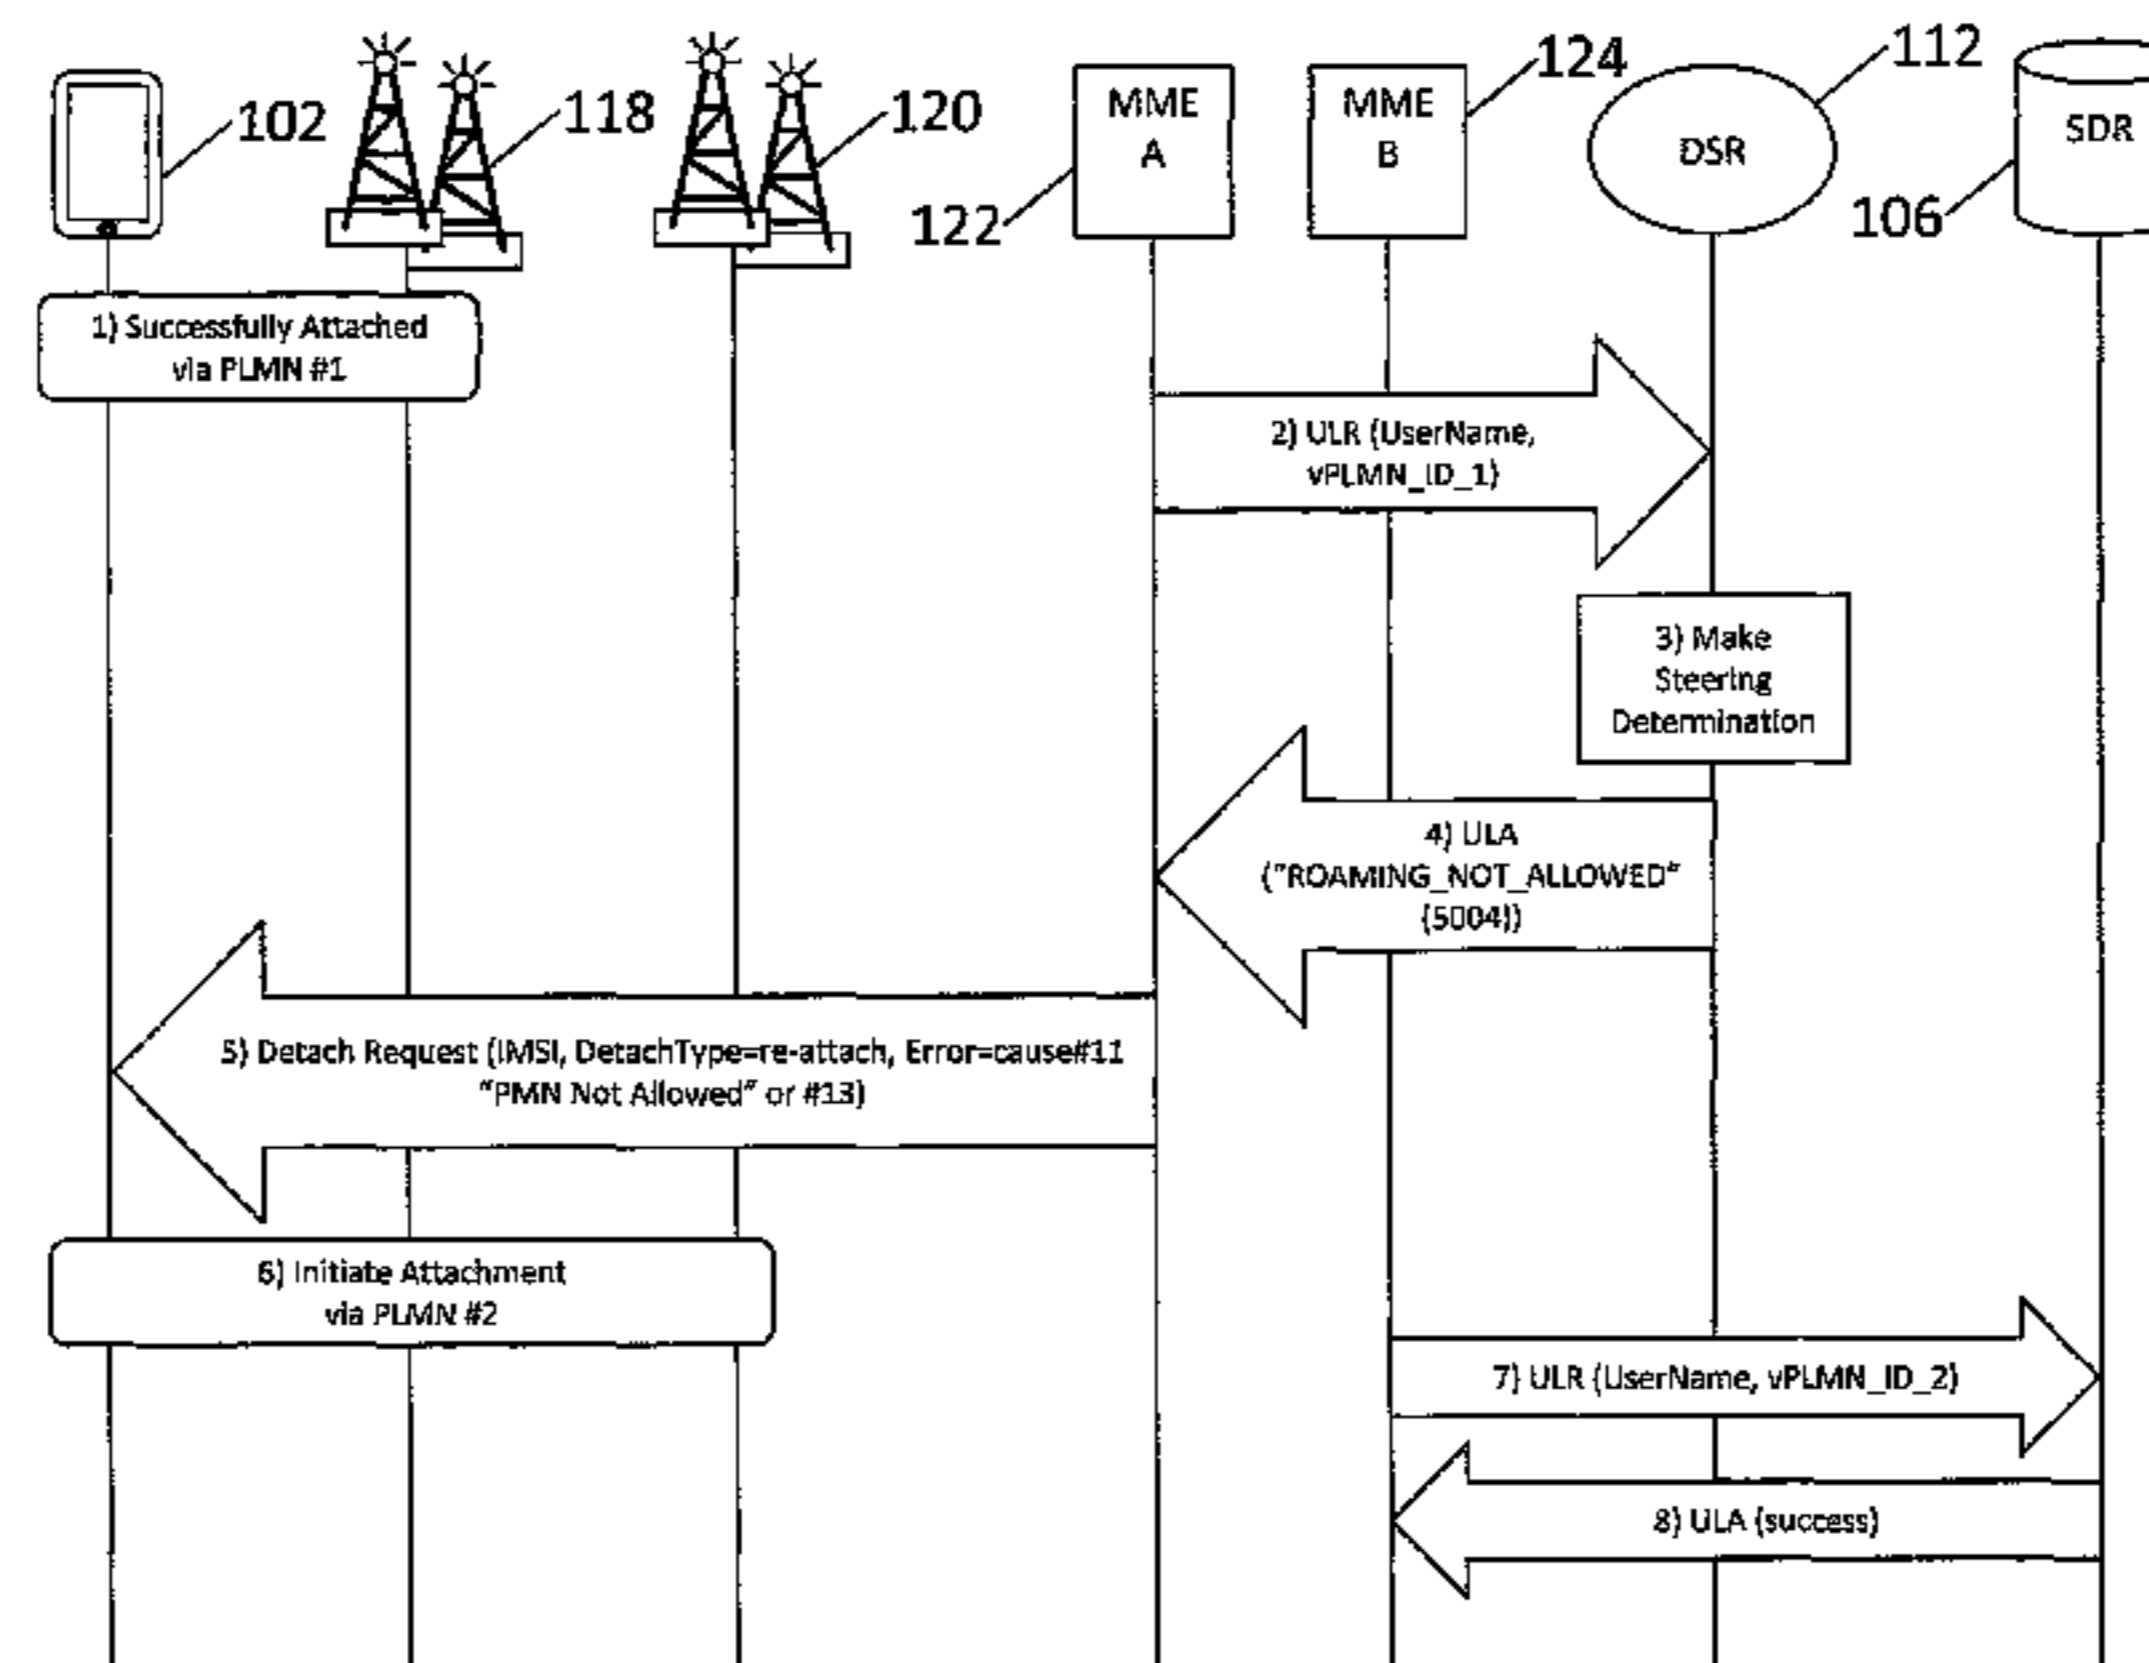 102
118
120
122
MME
A
MME
B
124
DSR
112
106
SDR
1) Successfully Attached
via PLMN #1
2) ULR (UserName,
vPLMN_ID_1)
3) Make
Steering
Determination
4) ULA
("ROAMING_NOT_ALLOWED"
(5004))
5) Detach Request (IMSI, DetachType=re-attach, Error=cause#11
"PMN Not Allowed" or #13)
6) Initiate Attachment
via PLMN #2
7) ULR (UserName, vPLMN_ID_2)
8) ULA (success)